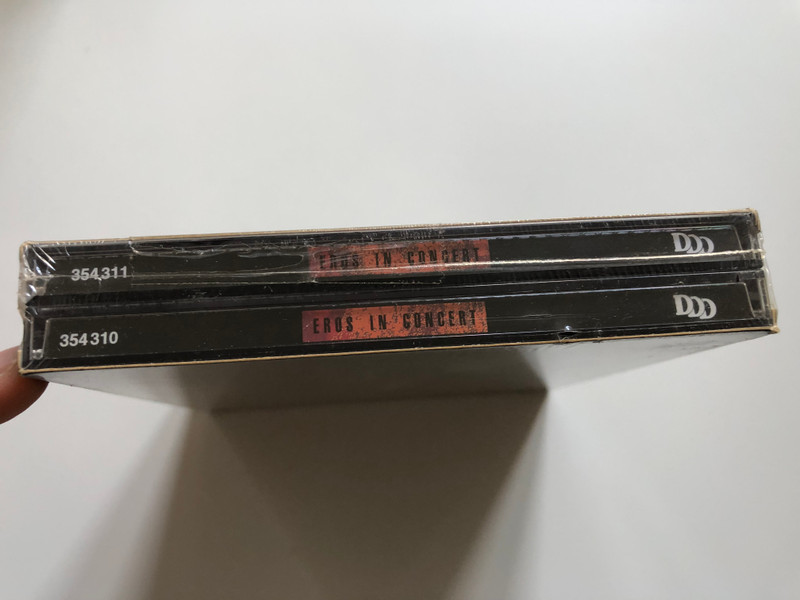 354311 EROS IN CONCERT DDD
354310 EROS IN CONCERT DDD